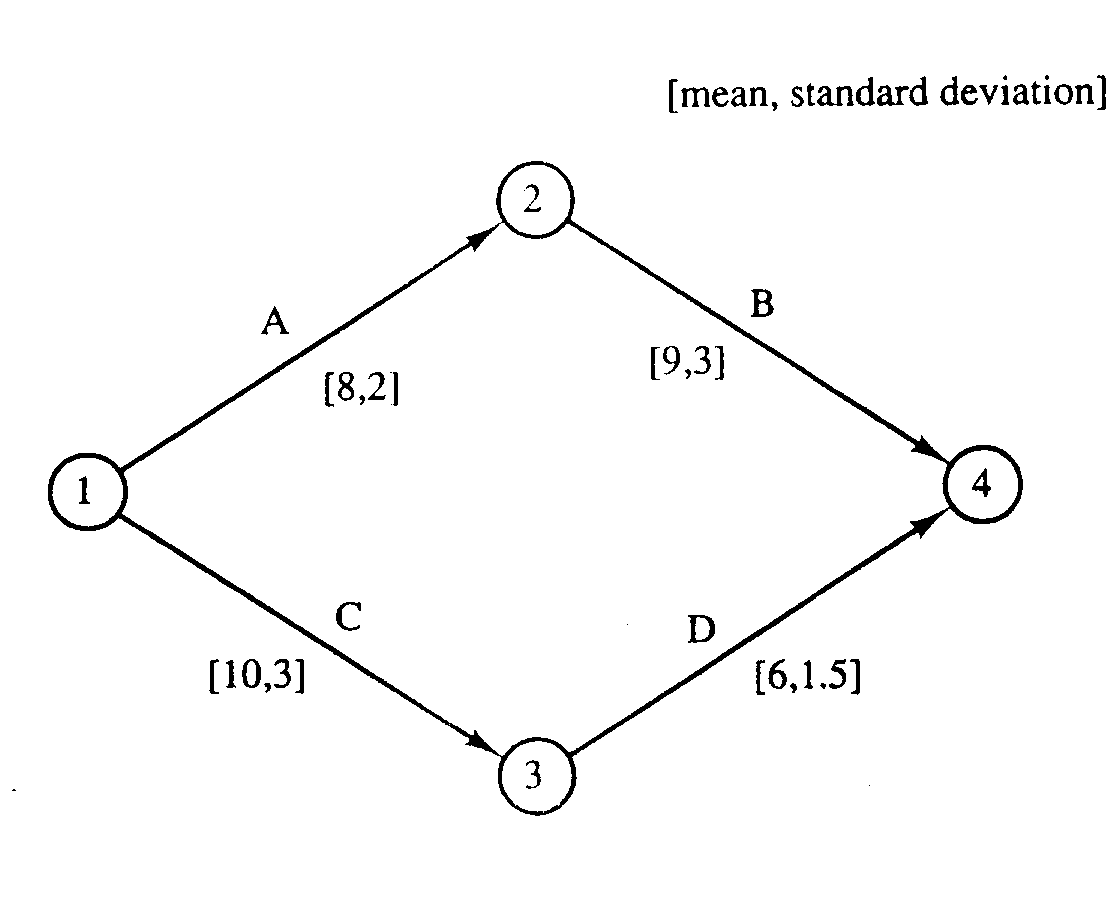 [mean, standard deviation]
2
A
B
[9,3]
[8,2]
1
4
C
D
[10,3]
[6,1.5]
3